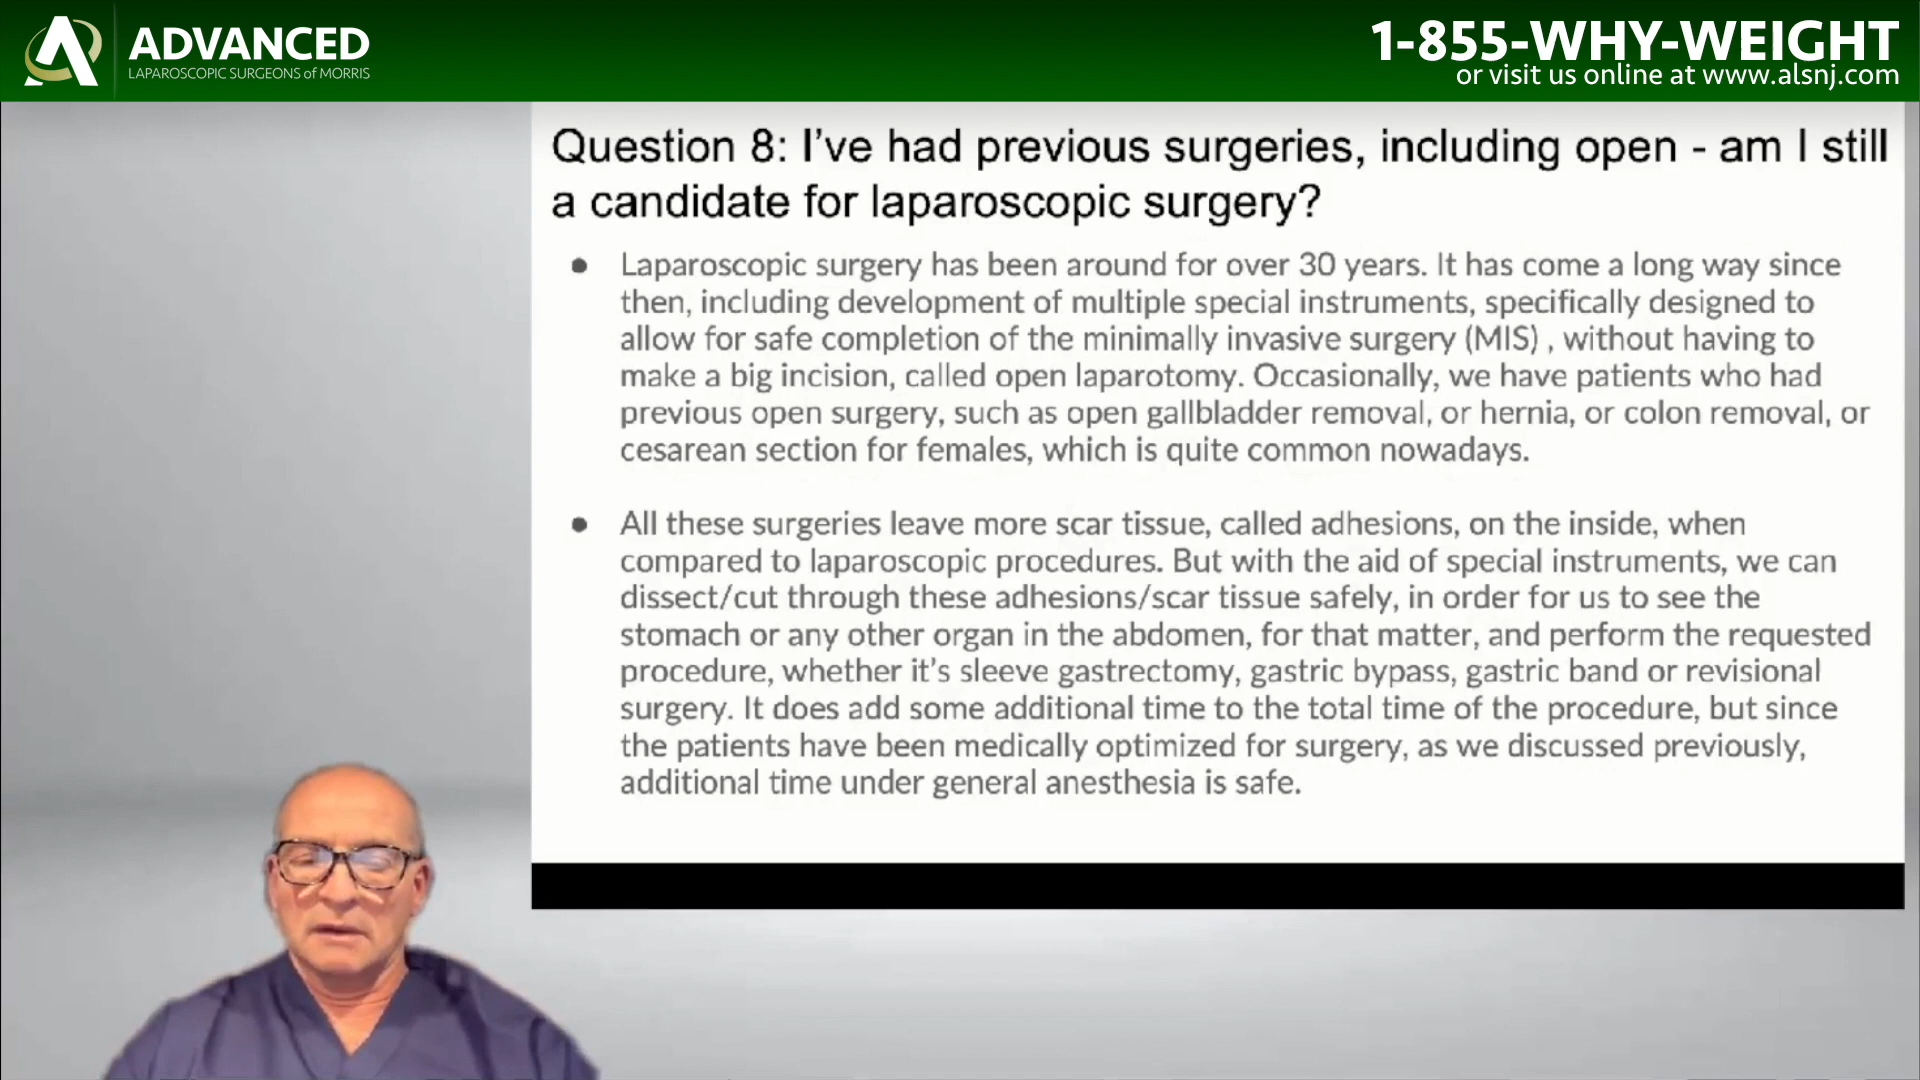 ADVANCED
LAPAROSCOPIC SURGEONS of MORRIS
1-855-WHY-WEIGHT
or visit us online at www.alsnj.com
Question 8: I’ve had previous surgeries, including open - am I still
a candidate for laparoscopic surgery?
● Laparoscopic surgery has been around for over 30 years. It has come a long way since
then, including development of multiple special instruments, specifically designed to
allow for safe completion of the minimally invasive surgery (MIS) , without having to
make a big incision, called open laparotomy. Occasionally, we have patients who had
previous open surgery, such as open gallbladder removal, or hernia, or colon removal, or
cesarean section for females, which is quite common nowadays.
● All these surgeries leave more scar tissue, called adhesions, on the inside, when
compared to laparoscopic procedures. But with the aid of special instruments, we can
dissect/cut through these adhesions/scar tissue safely, in order for us to see the
stomach or any other organ in the abdomen, for that matter, and perform the requested
procedure, whether it’s sleeve gastrectomy, gastric bypass, gastric band or revisional
surgery. It does add some additional time to the total time of the procedure, but since
the patients have been medically optimized for surgery, as we discussed previously,
additional time under general anesthesia is safe.